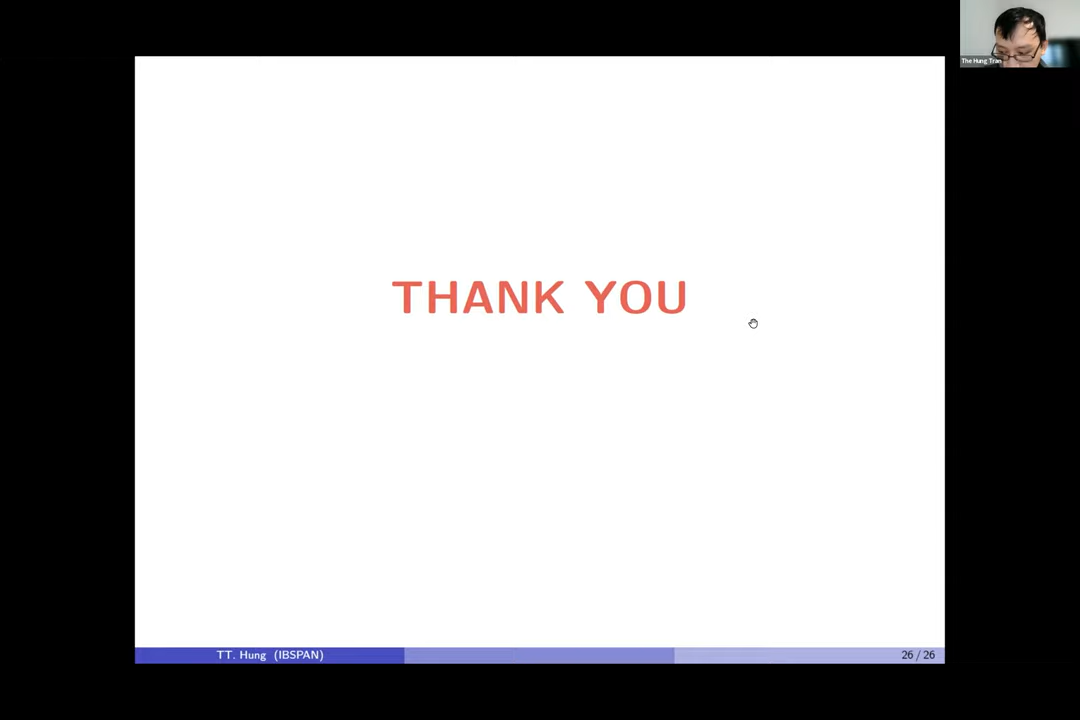 The Hung Tran
THANK YOU
TT. Hung (IBSPAN)
26 / 26